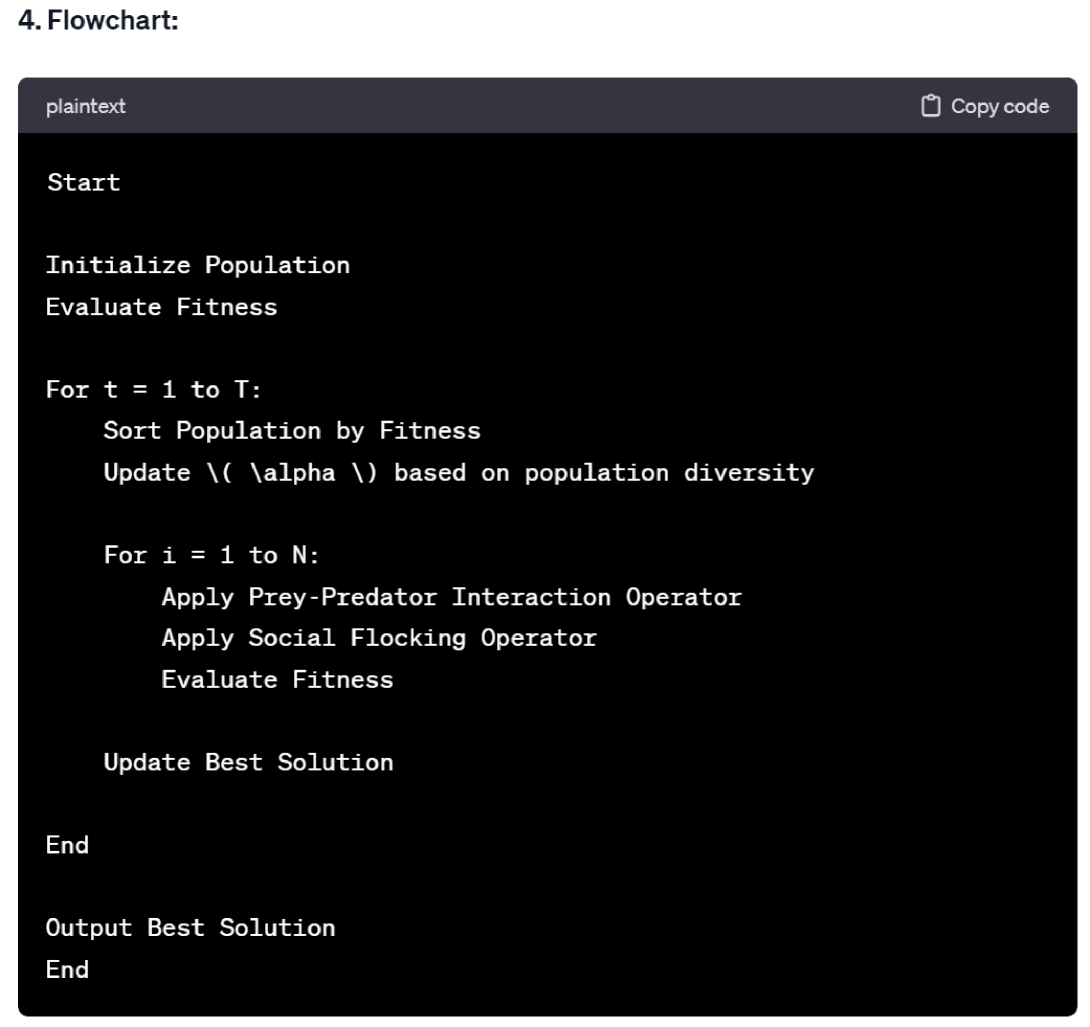 4. Flowchart:
plaintext Copy code
Start
Initialize Population
Evaluate Fitness
For t = 1 to T:
Sort Population by Fitness
Update \( \alpha \) based on population diversity
For i = 1 to N:
Apply Prey-Predator Interaction Operator
Apply Social Flocking Operator
Evaluate Fitness
Update Best Solution
End
Output Best Solution
End